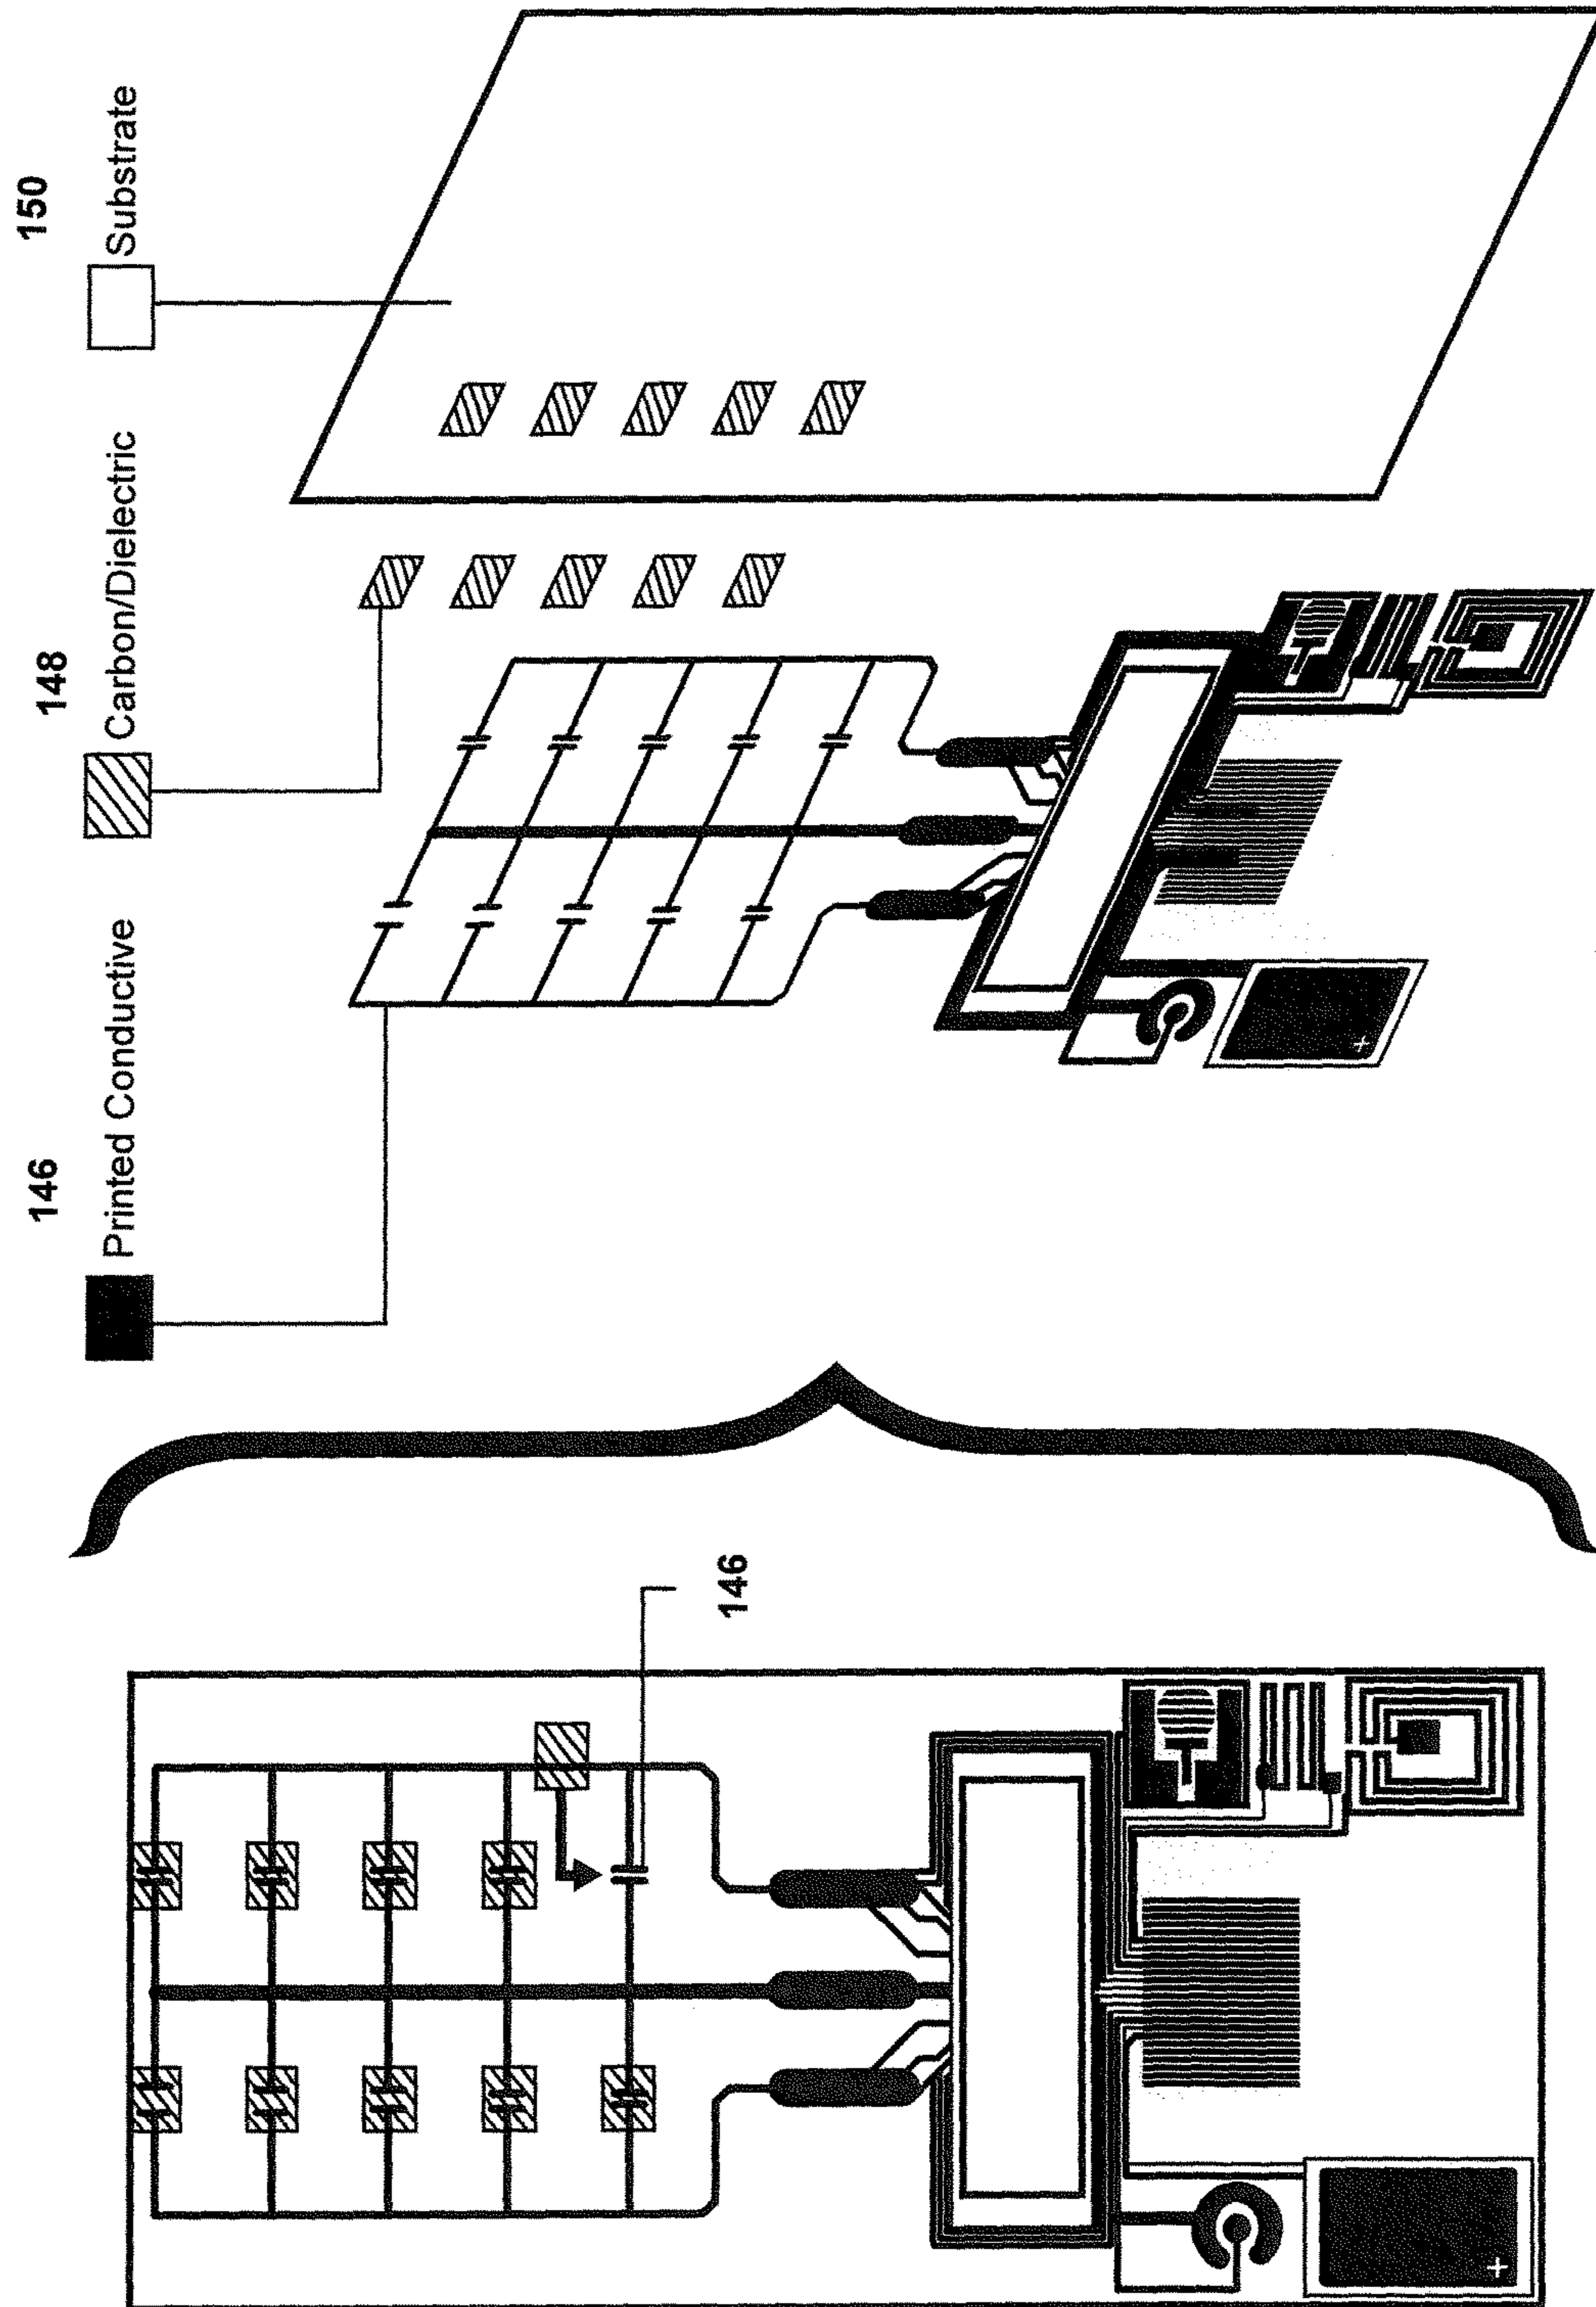 146
Printed Conductive
148
Carbon/Dielectric
150
Substrate
146
+
+